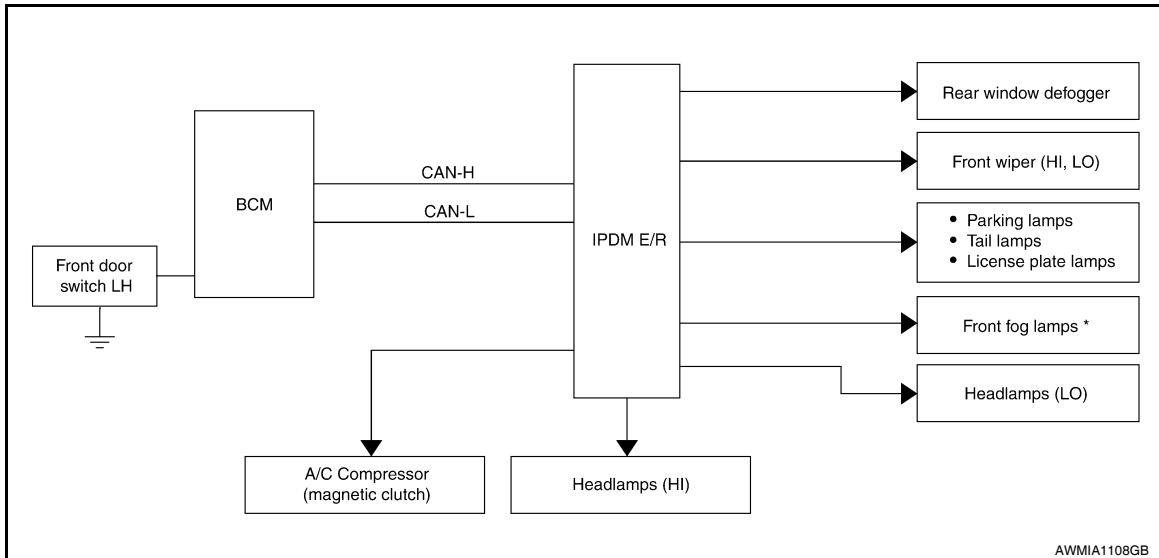 Rear window defogger
CAN-H
Front wiper (HI, LO)
BCM
CAN-L
IPDM E/R
• Parking lamps
• Tail lamps
• License plate lamps
Front door
switch LH
Front fog lamps *
Headlamps (LO)
A/C Compressor
(magnetic clutch)
Headlamps (HI)
AWMIA1108GB